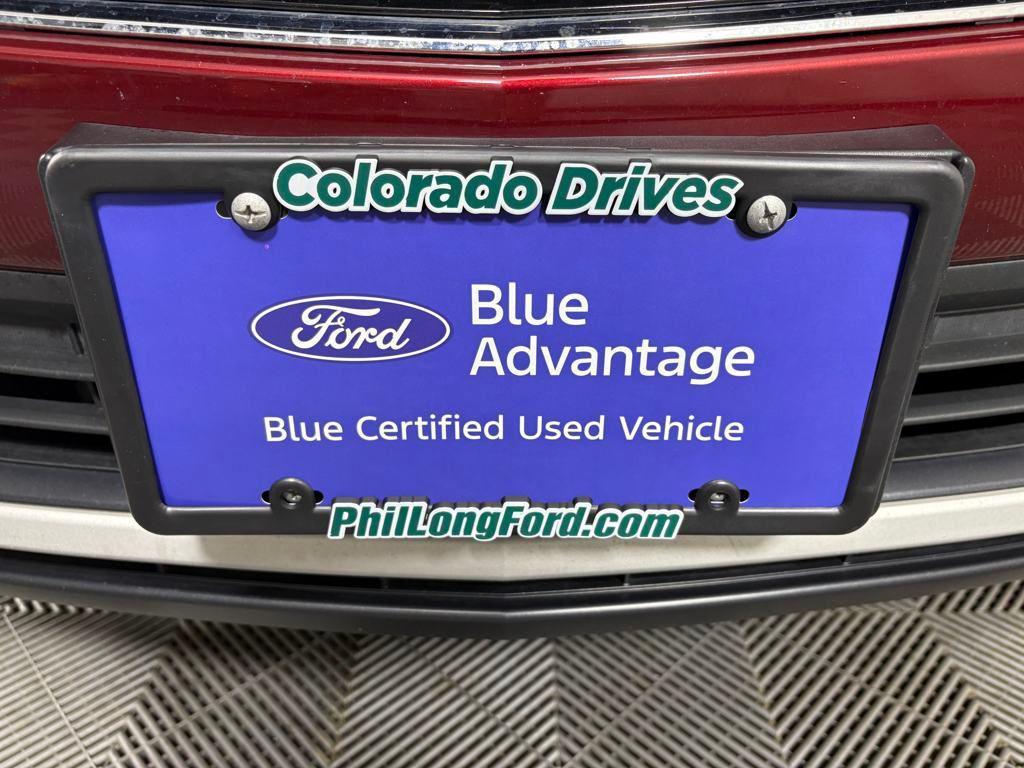 Colorado Drives
Ford
Blue
Advantage
Blue Certified Used Vehicle
PhilLongFord.com